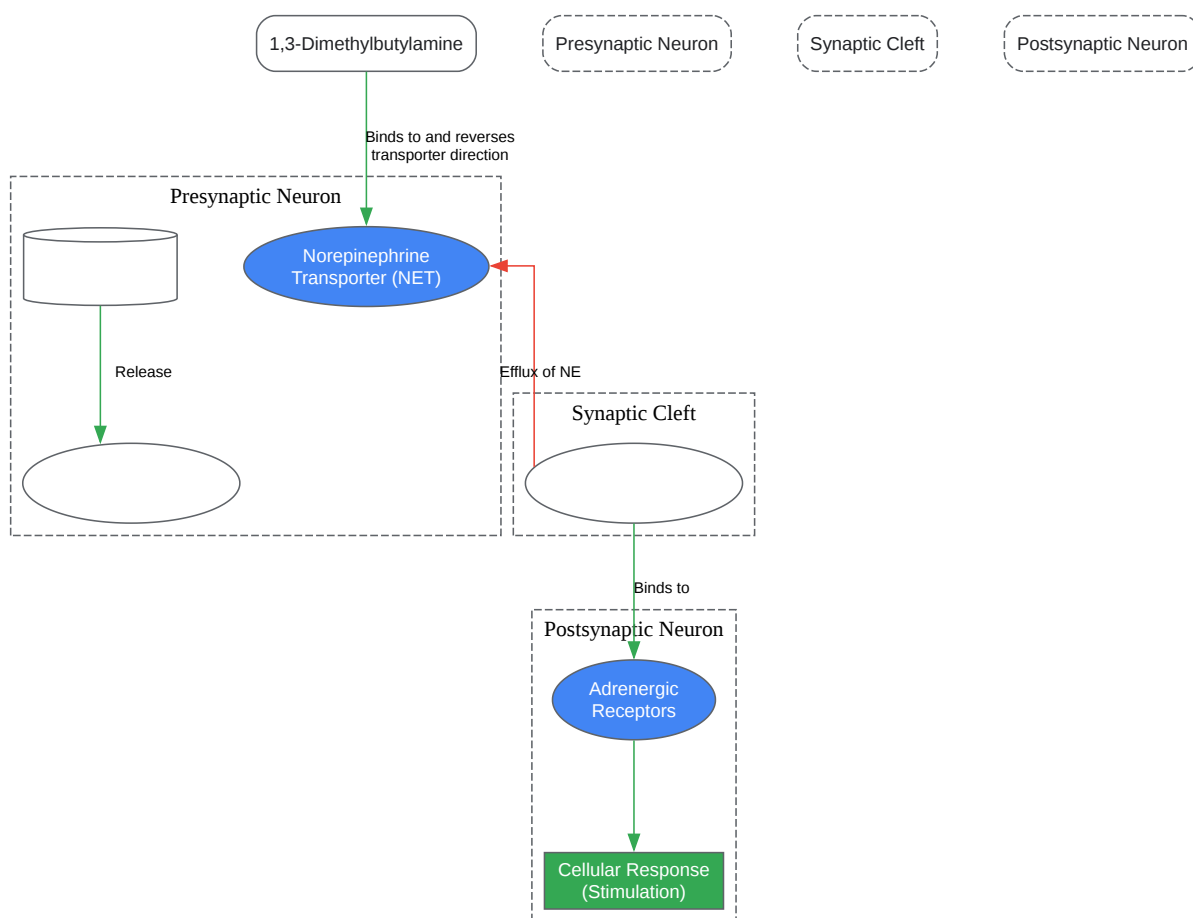 1,3-Dimethylbutylamine
Presynaptic Neuron
Synaptic Cleft
Postsynaptic Neuron
Binds to and reverses
transporter direction
Presynaptic Neuron
Norepinephrine
Transporter (NET)
Release
Efflux of NE
Synaptic Cleft
Binds to
Postsynaptic Neuron
Adrenergic
Receptors
Cellular Response
(Stimulation)